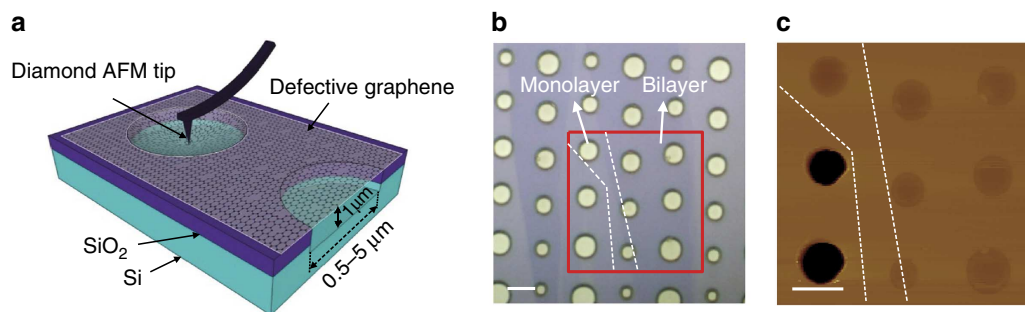 a
Diamond AFM tip
Defective graphene
SiO2
Si
1 μm
0.5–5 μm
b
Monolayer
Bilayer
c